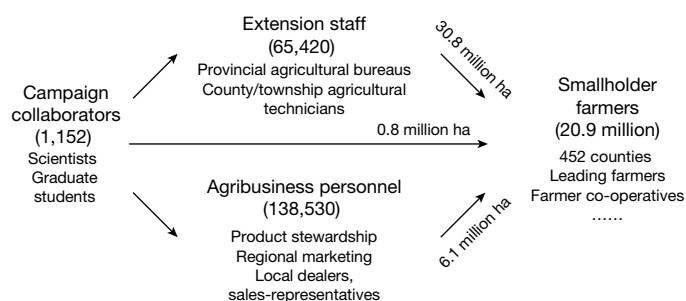 Extension staff
(65,420)
Provincial agricultural bureaus
County/township agricultural
technicians
30.8 million ha
Campaign
collaborators
(1,152)
Scientists
Graduate
students
0.8 million ha
Smallholder
farmers
(20.9 million)
452 counties
Leading farmers
Farmer co-operatives
......
Agribusiness personnel
(138,530)
Product stewardship
Regional marketing
Local dealers,
sales-representatives
6.1 million ha